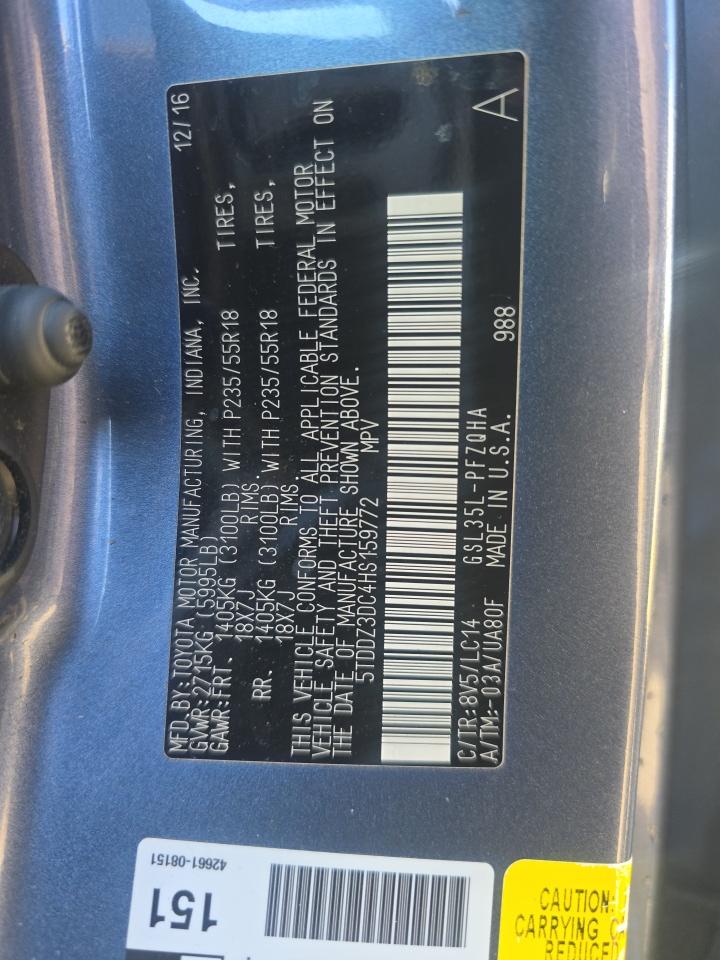 MFD.BY:TOYOTA MOTOR MANUFACTURING, INDIANA, INC. 12/16
GVWR:2715KG (5995LB)
GAWR:FRT. 1405KG (3100LB) WITH P235/55R18 TIRES,
18X7J RIMS
RR. 1405KG (3100LB) WITH P235/55R18 TIRES,
18X7J RIMS
THIS VEHICLE CONFORMS TO ALL APPLICABLE FEDERAL MOTOR
VEHICLE SAFETY AND THEFT PREVENTION STANDARDS IN EFFECT ON
THE DATE OF MANUFACTURE SHOWN ABOVE.
5TDDZ3DC4HS159772 MPV
C/TR:8V5/LC14 GSL35L-PFZQHA A
A/TM:-03A/UA80F MADE IN U.S.A. 988
42661-08151
151
CAUTION:
CARRYING
REDUCED